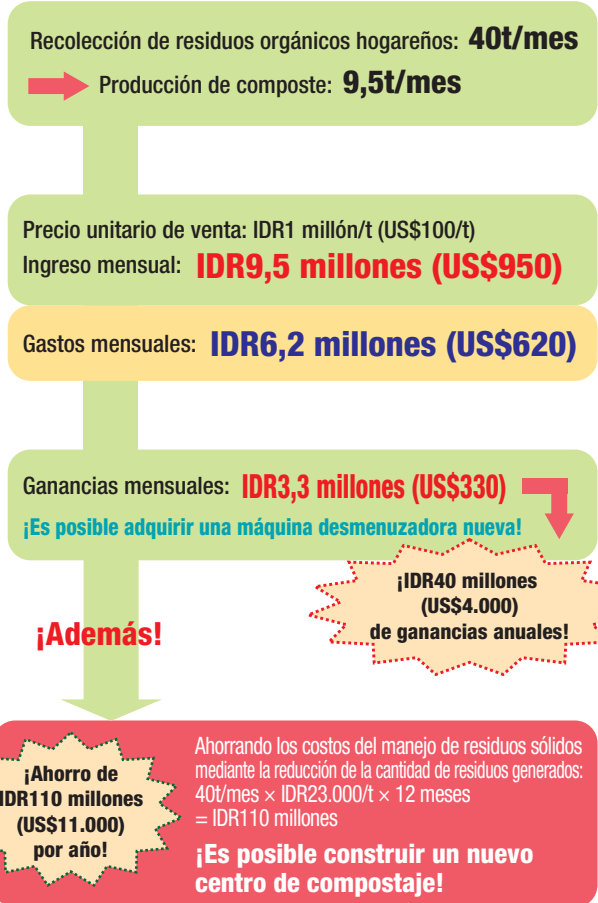 Recolección de residuos orgánicos hogareños: 40t/mes
Producción de composte: 9,5t/mes
Precio unitario de venta: IDR1 millón/t (US$100/t)
Ingreso mensual: IDR9,5 millones (US$950)
Gastos mensuales: IDR6,2 millones (US$620)
Ganancias mensuales: IDR3,3 millones (US$330)
¡Es posible adquirir una máquina desmenuzadora nueva!
¡IDR40 millones
(US$4.000)
de ganancias anuales!
¡Además!
¡Ahorro de
IDR110 millones
(US$11.000)
por año!
Ahorrando los costos del manejo de residuos sólidos
mediante la reducción de la cantidad de residuos generados:
40t/mes × IDR23.000/t × 12 meses
= IDR110 millones
¡Es posible construir un nuevo
centro de compostaje!